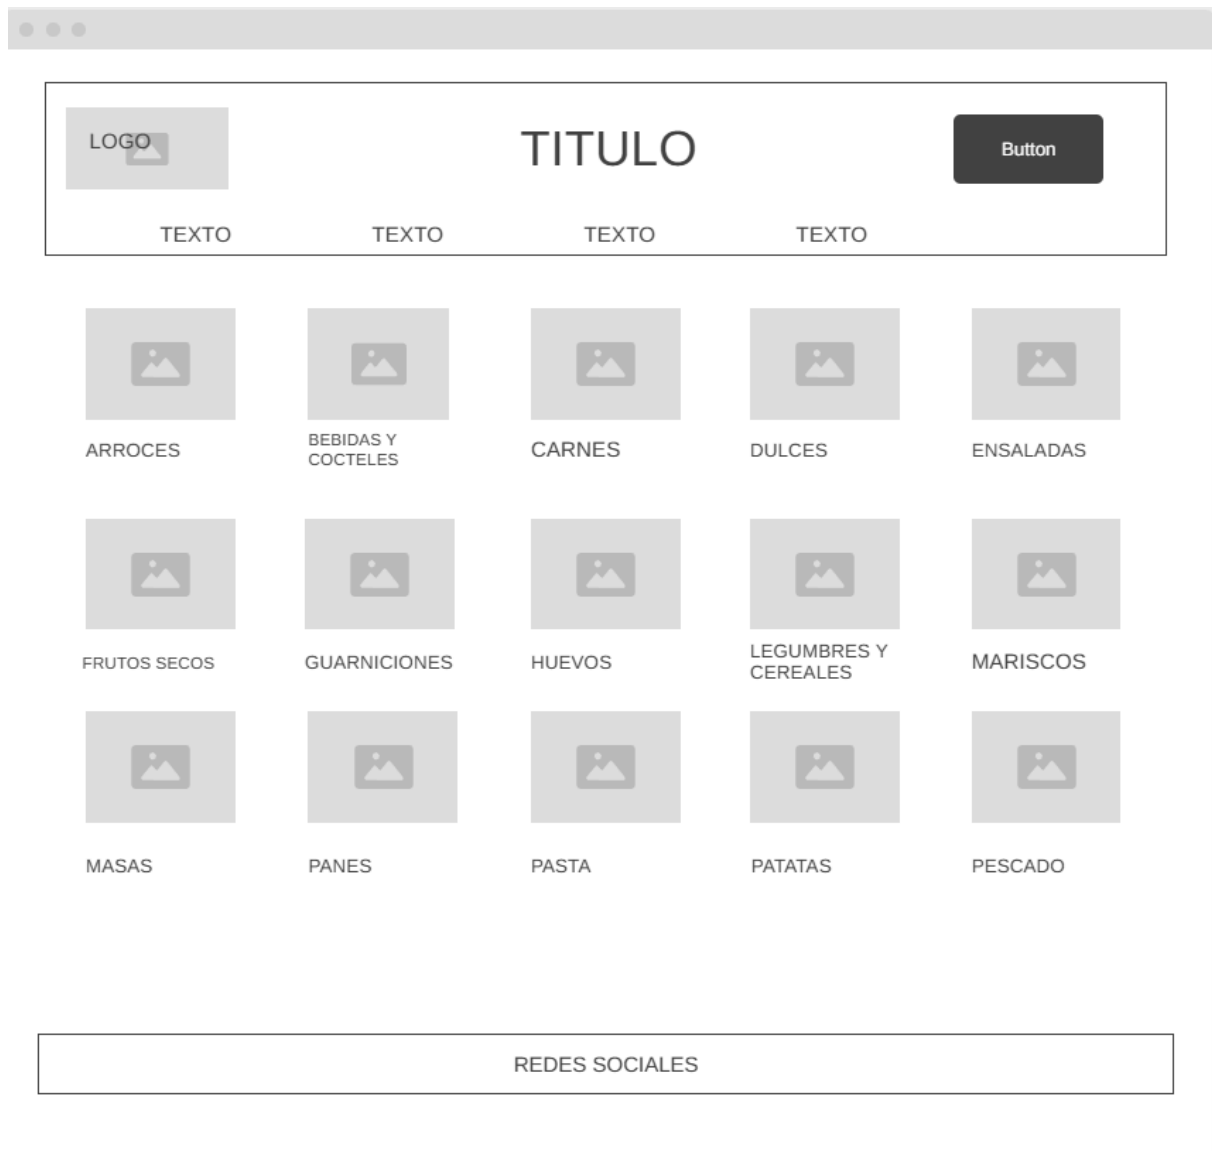 LOGO
TITULO
Button
TEXTO TEXTO TEXTO TEXTO
ARROCES
BEBIDAS Y
COCTELES
CARNES
DULCES
ENSALADAS
FRUTOS SECOS
GUARNICIONES
HUEVOS
LEGUMBRES Y
CEREALES
MARISCOS
MASAS
PANES
PASTA
PATATAS
PESCADO
REDES SOCIALES